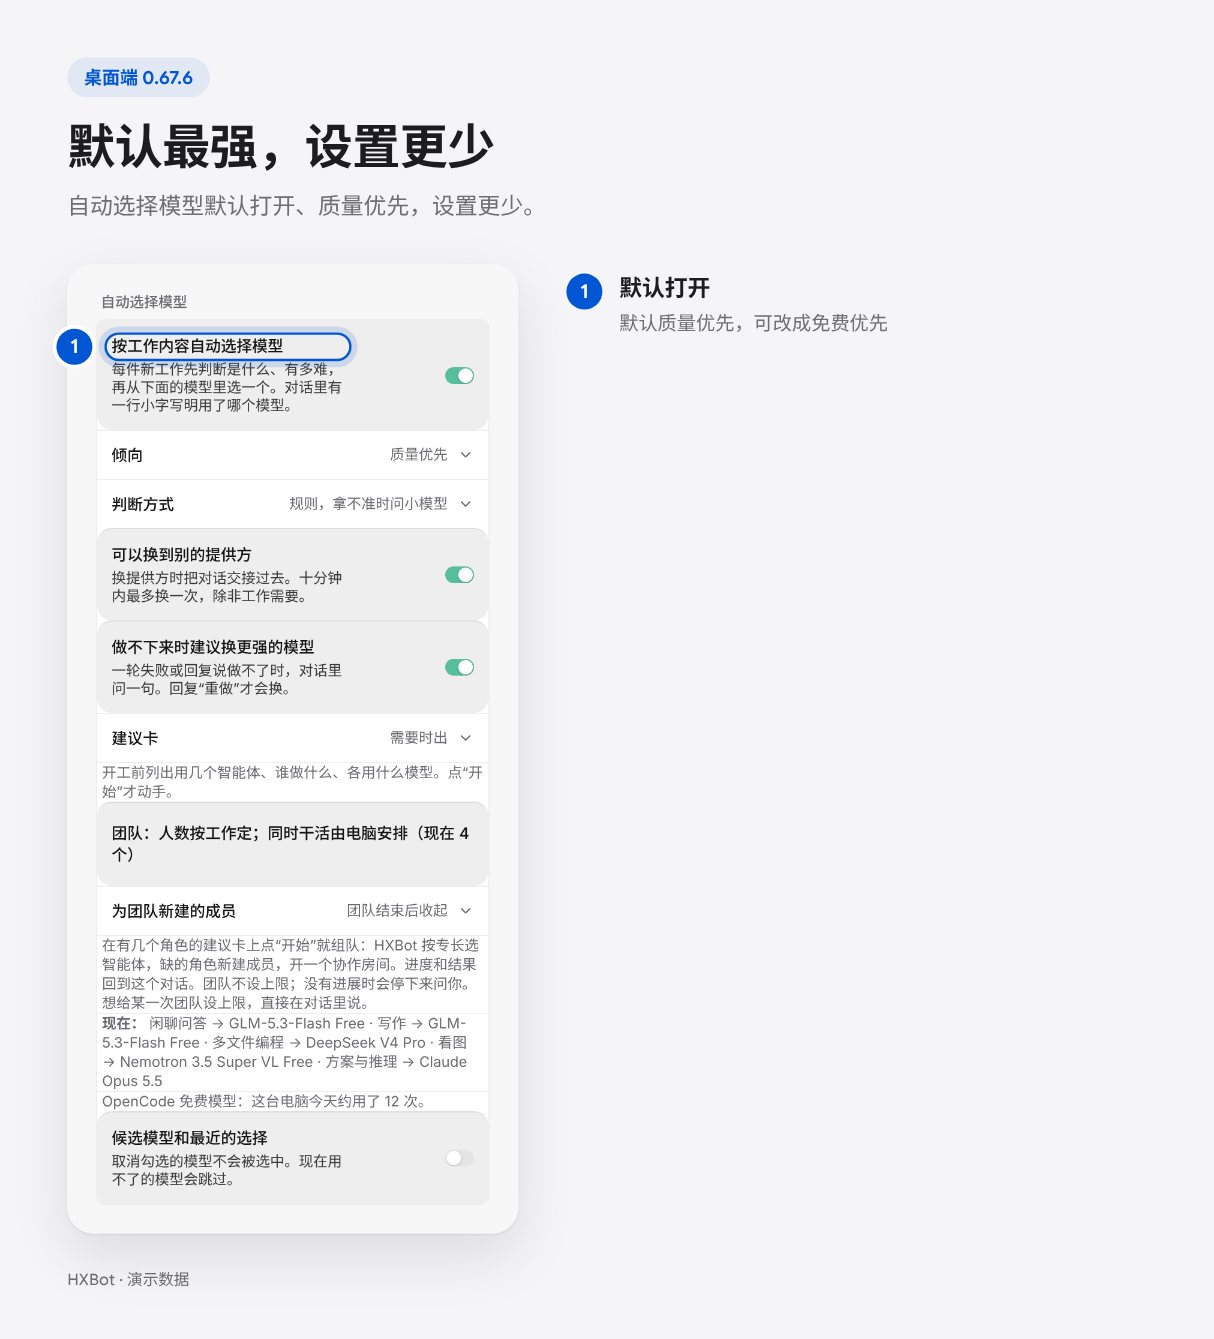 桌面端 0.67.6
默认最强，设置更少
自动选择模型默认打开、质量优先，设置更少。
自动选择模型
1
按工作内容自动选择模型
每件新工作先判断是什么、有多难，
再从下面的模型里选一个。对话里有
一行小字写明用了哪个模型。
倾向 质量优先
判断方式 规则，拿不准时问小模型
可以换到别的提供方
换提供方时把对话交接过去。十分钟
内最多换一次，除非工作需要。
做不下来时建议换更强的模型
一轮失败或回复说做不了时，对话里
问一句。回复“重做”才会换。
建议卡 需要时出
开工前列出用几个智能体、谁做什么、各用什么模型。点“开
始”才动手。
团队：人数按工作定；同时干活由电脑安排（现在 4
个）
为团队新建的成员 团队结束后收起
在有几个角色的建议卡上点“开始”就组队：HXBot 按专长选
智能体，缺的角色新建成员，开一个协作房间。进度和结果
回到这个对话。团队不设上限；没有进展时会停下来问你。
想给某一次团队设上限，直接在对话里说。
现在： 闲聊问答 → GLM-5.3-Flash Free · 写作 → GLM-
5.3-Flash Free · 多文件编程 → DeepSeek V4 Pro · 看图
→ Nemotron 3.5 Super VL Free · 方案与推理 → Claude
Opus 5.5
OpenCode 免费模型：这台电脑今天约用了 12 次。
候选模型和最近的选择
取消勾选的模型不会被选中。现在用
不了的模型会跳过。
1 默认打开
默认质量优先，可改成免费优先
HXBot · 演示数据